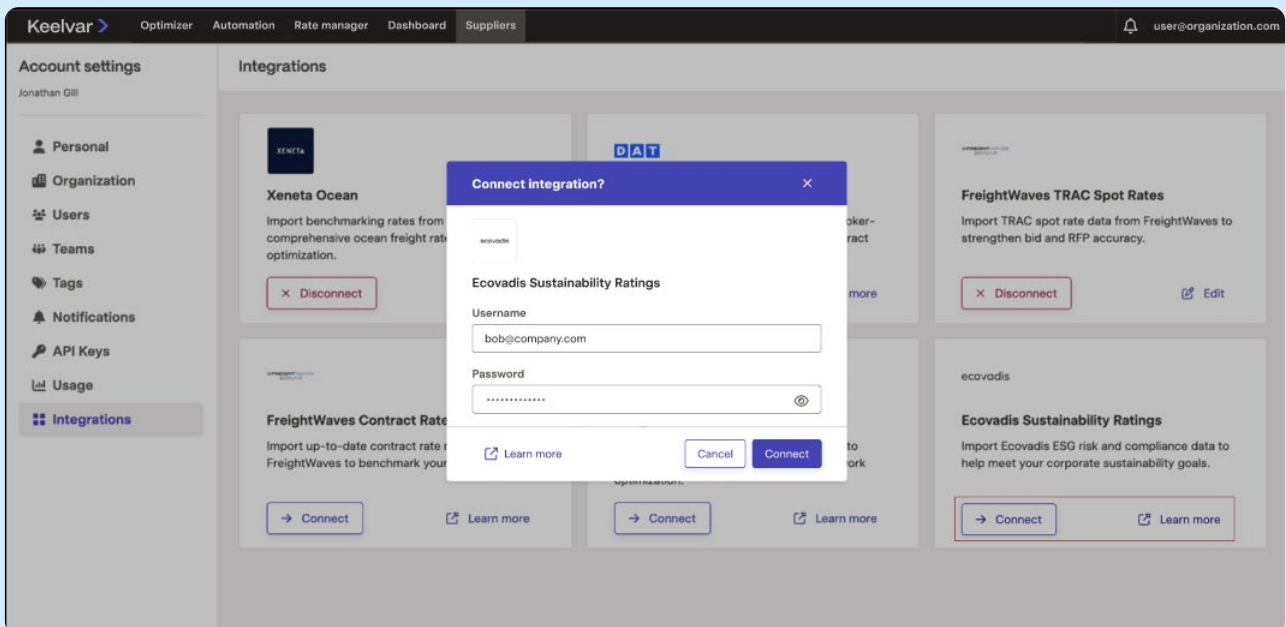 Keelvar
Optimizer
Automation
Rate manager
Dashboard
Suppliers
user@organization.com
Account settings
Jonathan Gill
Personal
Organization
Users
Teams
Tags
Notifications
API Keys
Usage
Integrations
Integrations
XENETA
Xeneta Ocean
Import benchmarking rates from
comprehensive ocean freight rat
optimization.
Disconnect
DAT
oker-
ract
more
FreightWaves TRAC Spot Rates
Import TRAC spot rate data from FreightWaves to
strengthen bid and RFP accuracy.
Disconnect
Edit
Connect integration?
ecovadis
Ecovadis Sustainability Ratings
Username
bob@company.com
Password
•••••••••••••
Learn more
Cancel
Connect
FreightWaves Contract Rate
Import up-to-date contract rate
FreightWaves to benchmark your
Connect
Learn more
to
ork
optimization.
Connect
Learn more
ecovadis
Ecovadis Sustainability Ratings
Import Ecovadis ESG risk and compliance data to
help meet your corporate sustainability goals.
Connect
Learn more